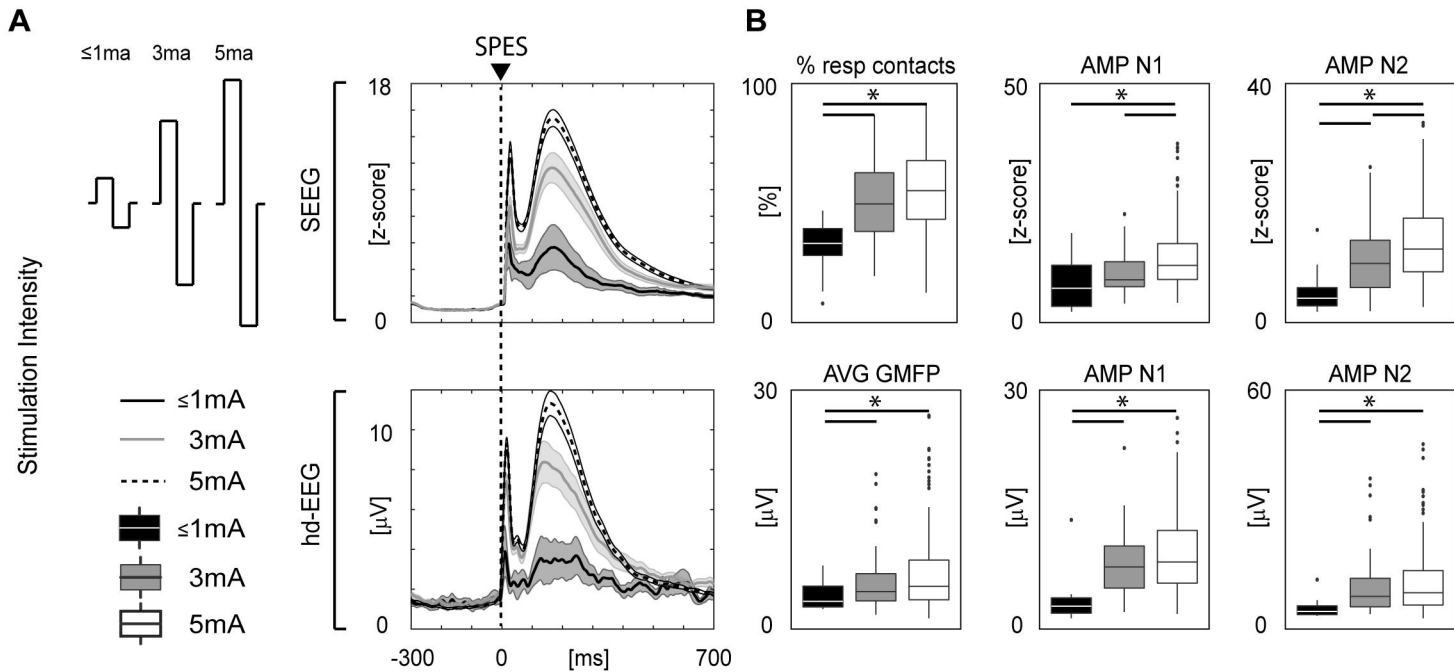 A
≤1ma 3ma 5ma
Stimulation Intensity
≤1mA
3mA
5mA
≤1mA
3mA
5mA
SPES
SEEG
18
[z-score]
0
hd-EEG
10
[µV]
0
-300 0 [ms] 700
B
% resp contacts
100
*
[%]
0
AMP N1
50
*
[z-score]
0
AMP N2
40
*
[z-score]
0
AVG GMFP
30
*
[µV]
0
AMP N1
30
*
[µV]
0
AMP N2
60
*
[µV]
0